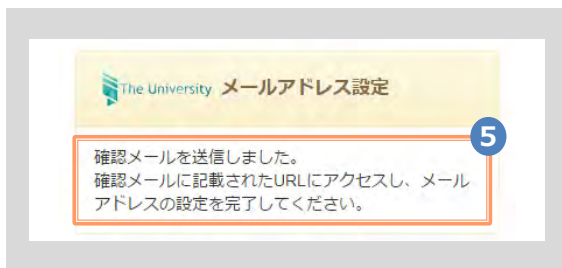 The University メールアドレス設定
5
確認メールを送信しました。
確認メールに記載されたURLにアクセスし、メール
アドレスの設定を完了してください。